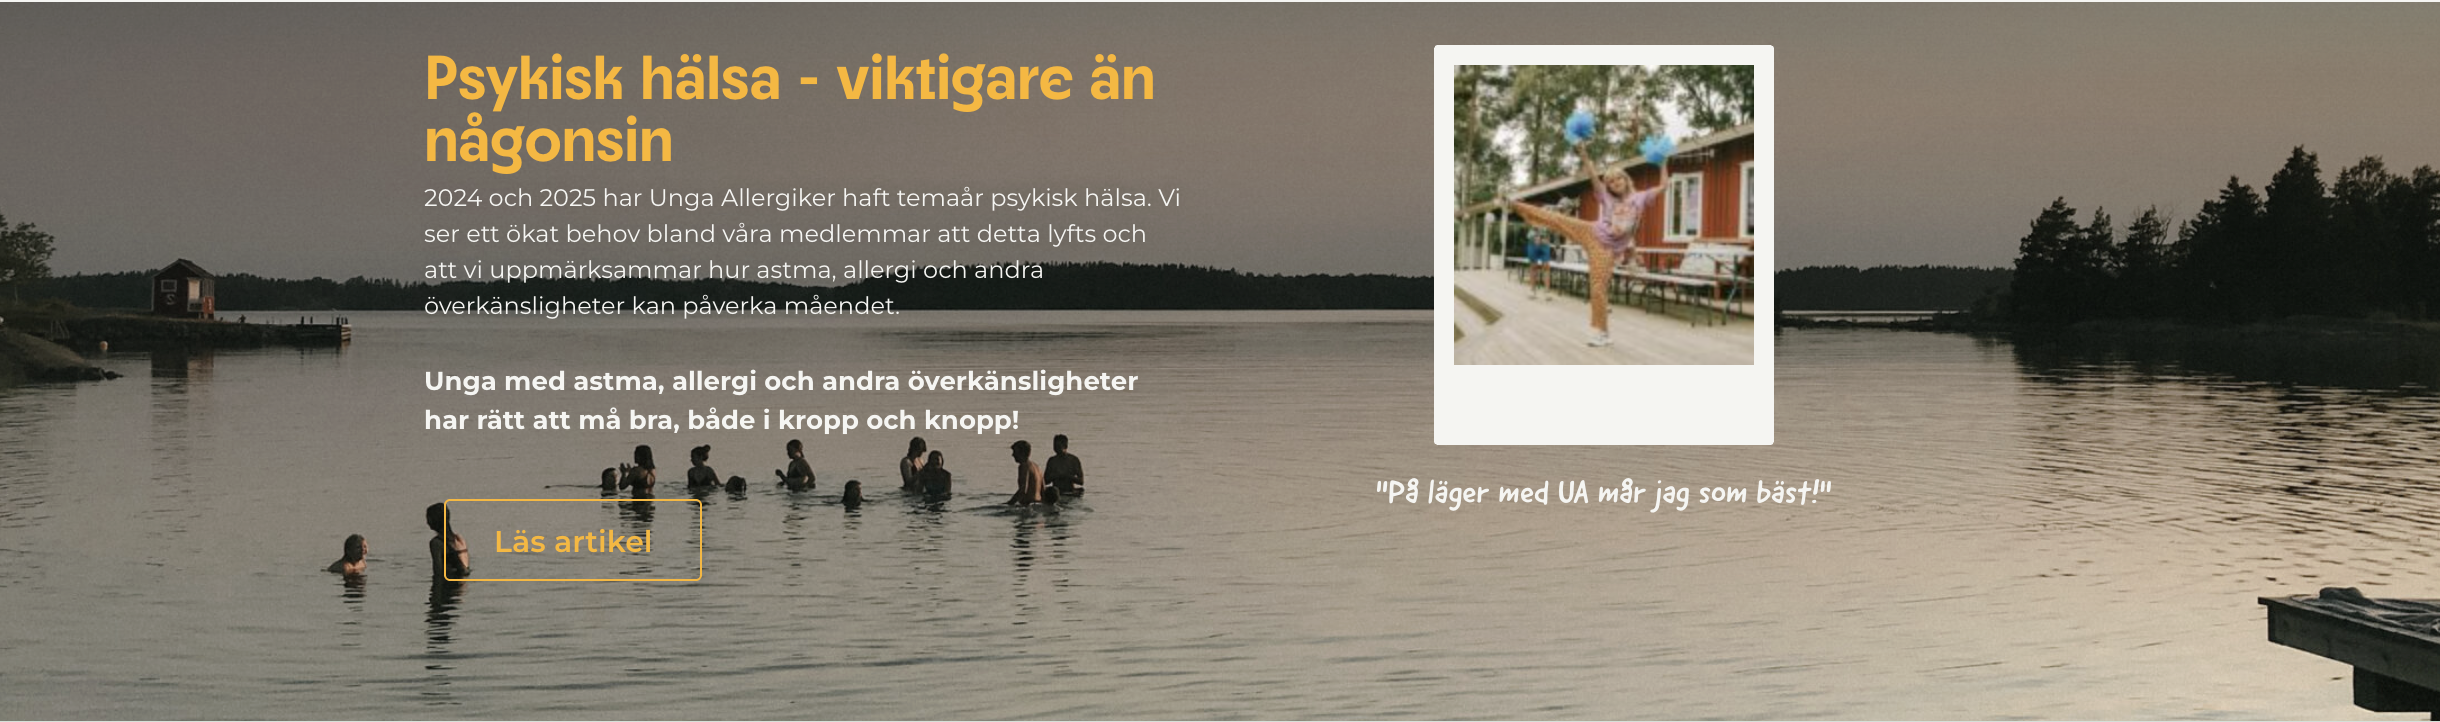 Psykisk hälsa - viktigare än
någonsin
2024 och 2025 har Unga Allergiker haft temaår psykisk hälsa. Vi
ser ett ökat behov bland våra medlemmar att detta lyfts och
att vi uppmärksammar hur astma, allergi och andra
överkänsligheter kan påverka måendet.
Unga med astma, allergi och andra överkänsligheter
har rätt att må bra, både i kropp och knopp!
Läs artikel
"På läger med UA mår jag som bäst!"